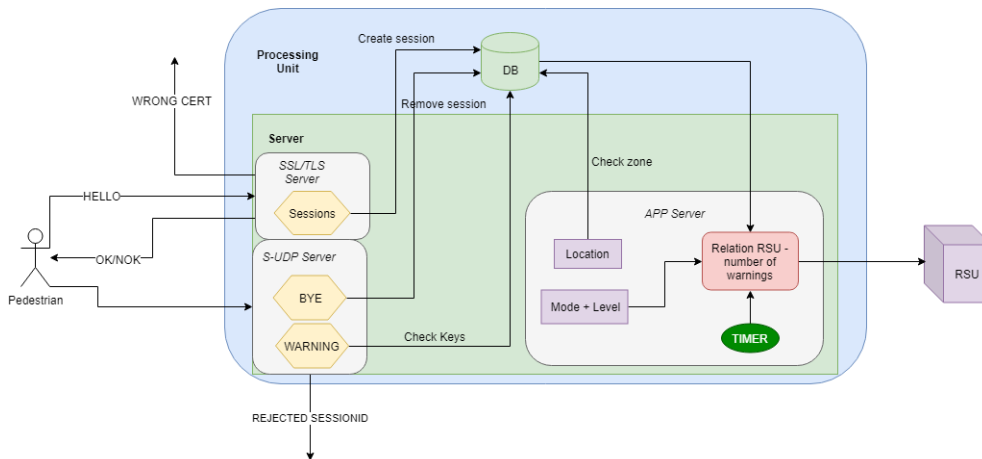 Create session
Processing
Unit
DB
WRONG CERT
Remove session
Server
SSL/TLS
Server
Check zone
HELLO
Sessions
APP Server
Relation RSU -
number of
warnings
S-UDP Server
OK/NOK
Location
RSU
Pedestrian
BYE
Mode + Level
Check Keys
WARNING
TIMER
REJECTED SESSIONID